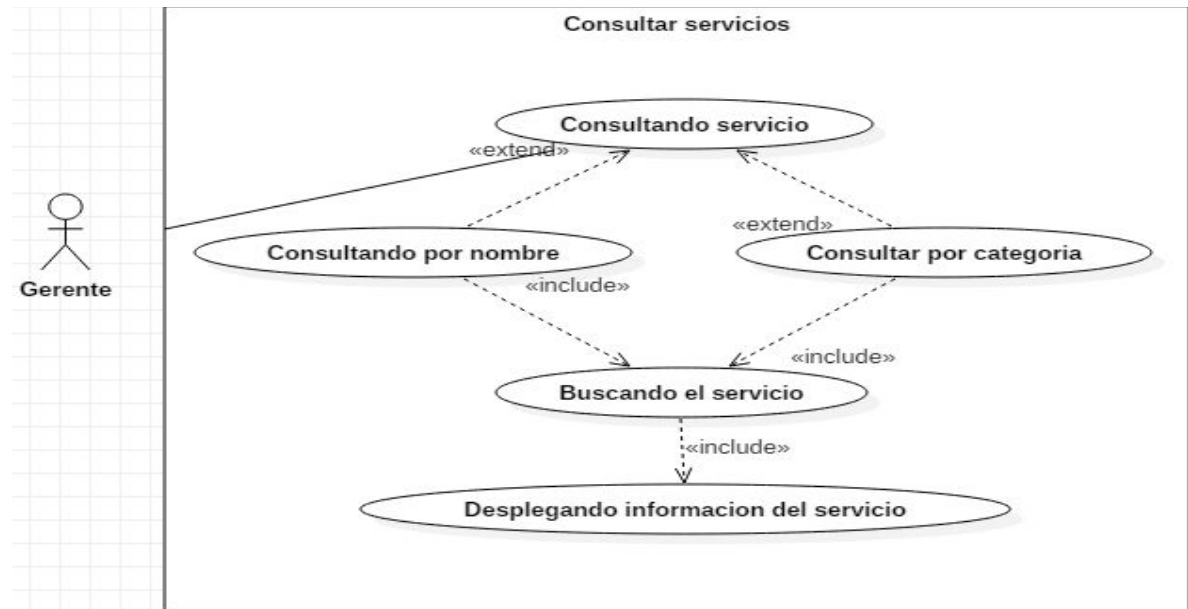 Consultar servicios
Consultando servicio
«extend»
«extend»
Consultando por nombre
Consultar por categoria
Gerente
«include»
«include»
Buscando el servicio
«include»
Desplegando informacion del servicio